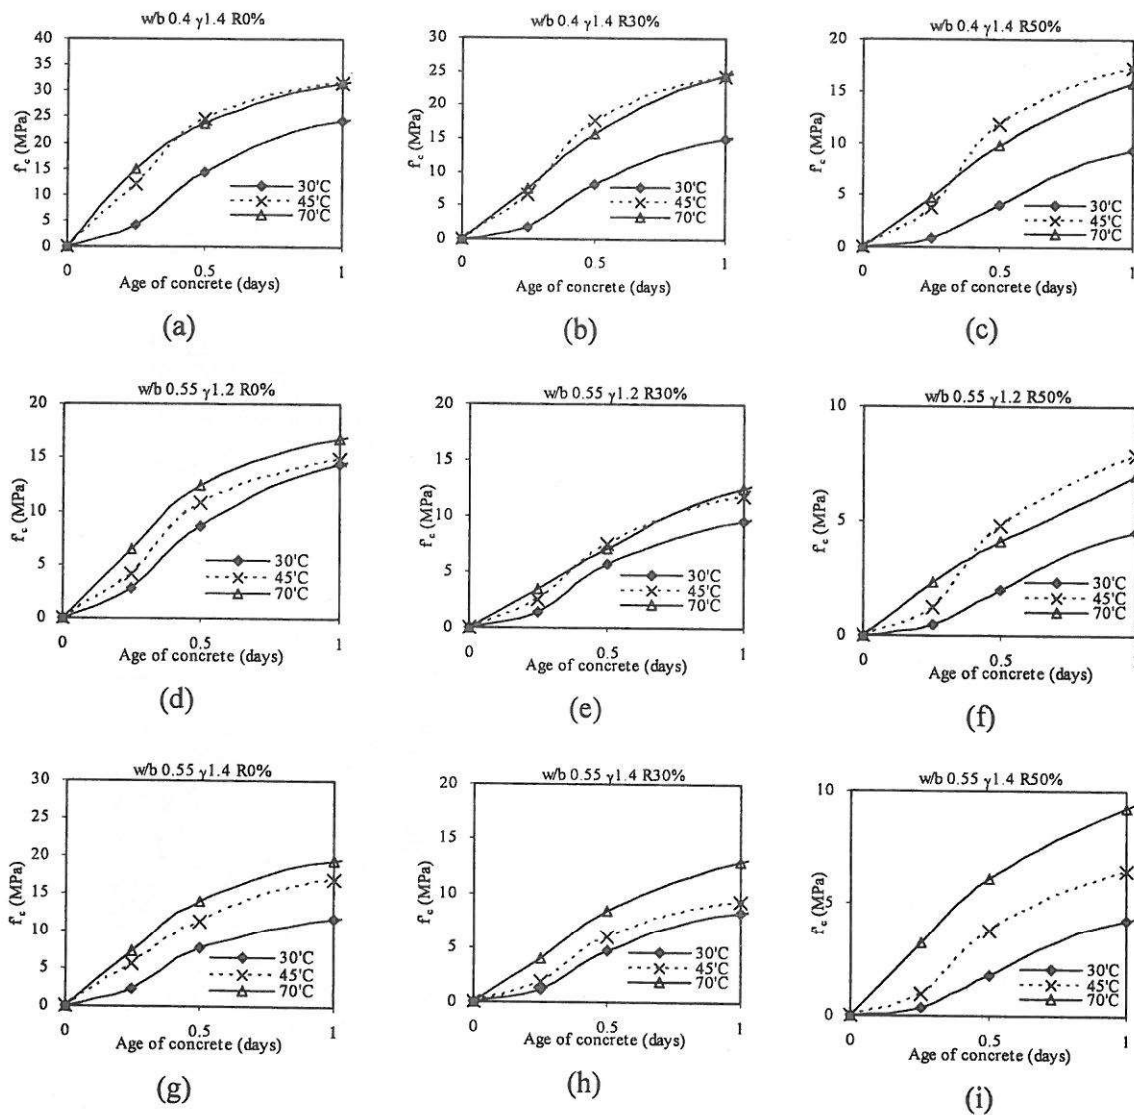 w/b 0.4 γ1.4 R0%
40
35
30
25
20
15
10
5
0
f'c (MPa)
30'C
45'C
70'C
0
0.5
1
Age of concrete (days)
(a)
w/b 0.4 γ1.4 R30%
30
25
20
15
10
5
0
f'c (MPa)
30'C
45'C
70'C
0
0.5
1
Age of concrete (days)
(b)
w/b 0.4 γ1.4 R50%
20
15
10
5
0
f'c (MPa)
30'C
45'C
70'C
0
0.5
1
Age of concrete (days)
(c)
w/b 0.55 γ1.2 R0%
20
15
10
5
0
f'c (MPa)
30'C
45'C
70'C
0
0.5
1
Age of concrete (days)
(d)
w/b 0.55 γ1.2 R30%
20
15
10
5
0
f'c (MPa)
30'C
45'C
70'C
0
0.5
1
Age of concrete (days)
(e)
w/b 0.55 γ1.2 R50%
10
5
0
f'c (MPa)
30'C
45'C
70'C
0
0.5
1
Age of concrete (days)
(f)
w/b 0.55 γ1.4 R0%
30
25
20
15
10
5
0
f'c (MPa)
30'C
45'C
70'C
0
0.5
1
Age of concrete (days)
(g)
w/b 0.55 γ1.4 R30%
20
15
10
5
0
f'c (MPa)
30'C
45'C
70'C
0
0.5
1
Age of concrete (days)
(h)
w/b 0.55 γ1.4 R50%
10
5
0
f'c (MPa)
30'C
45'C
70'C
0
0.5
1
Age of concrete (days)
(i)